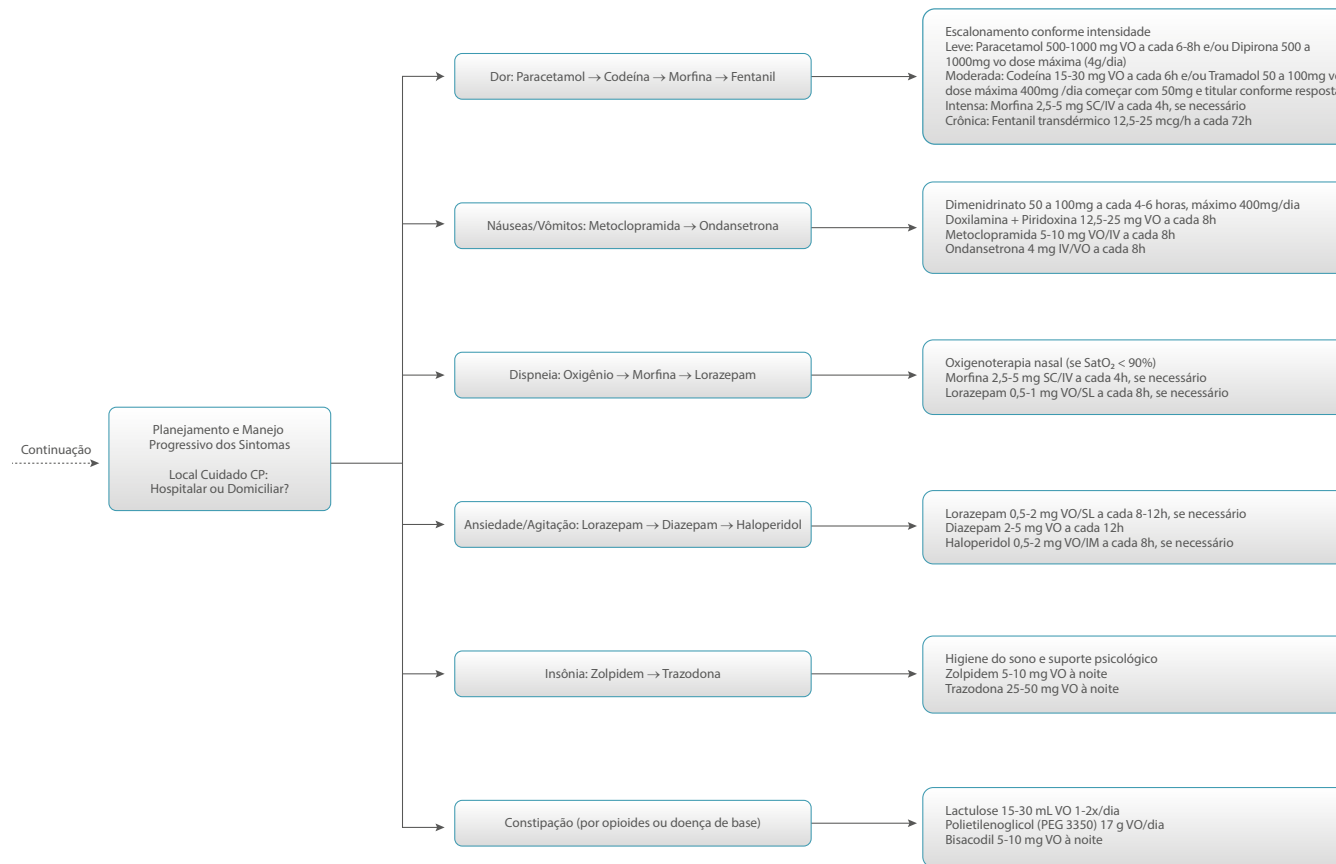 Continuação
Planejamento e Manejo
Progressivo dos Sintomas
Local Cuidado CP:
Hospitalar ou Domiciliar?
Dor: Paracetamol → Codeína → Morfina → Fentanil
Escalonamento conforme intensidade
Leve: Paracetamol 500-1000 mg VO a cada 6-8h e/ou Dipirona 500 a
1000mg vo dose máxima (4g/dia)
Moderada: Codeína 15-30 mg VO a cada 6h e/ou Tramadol 50 a 100mg vo
dose máxima 400mg /dia começar com 50mg e titular conforme resposta
Intensa: Morfina 2,5-5 mg SC/IV a cada 4h, se necessário
Crônica: Fentanil transdérmico 12,5-25 mcg/h a cada 72h
Náuseas/Vômitos: Metoclopramida → Ondansetrona
Dimenidrinato 50 a 100mg a cada 4-6 horas, máximo 400mg/dia
Doxilamina + Piridoxina 12,5-25 mg VO a cada 8h
Metoclopramida 5-10 mg VO/IV a cada 8h
Ondansetrona 4 mg IV/VO a cada 8h
Dispneia: Oxigênio → Morfina → Lorazepam
Oxigenoterapia nasal (se SatO₂ < 90%)
Morfina 2,5-5 mg SC/IV a cada 4h, se necessário
Lorazepam 0,5-1 mg VO/SL a cada 8h, se necessário
Ansiedade/Agitação: Lorazepam → Diazepam → Haloperidol
Lorazepam 0,5-2 mg VO/SL a cada 8-12h, se necessário
Diazepam 2-5 mg VO a cada 12h
Haloperidol 0,5-2 mg VO/IM a cada 8h, se necessário
Insônia: Zolpidem → Trazodona
Higiene do sono e suporte psicológico
Zolpidem 5-10 mg VO à noite
Trazodona 25-50 mg VO à noite
Constipação (por opioides ou doença de base)
Lactulose 15-30 mL VO 1-2x/dia
Polietilenoglicol (PEG 3350) 17 g VO/dia
Bisacodil 5-10 mg VO à noite